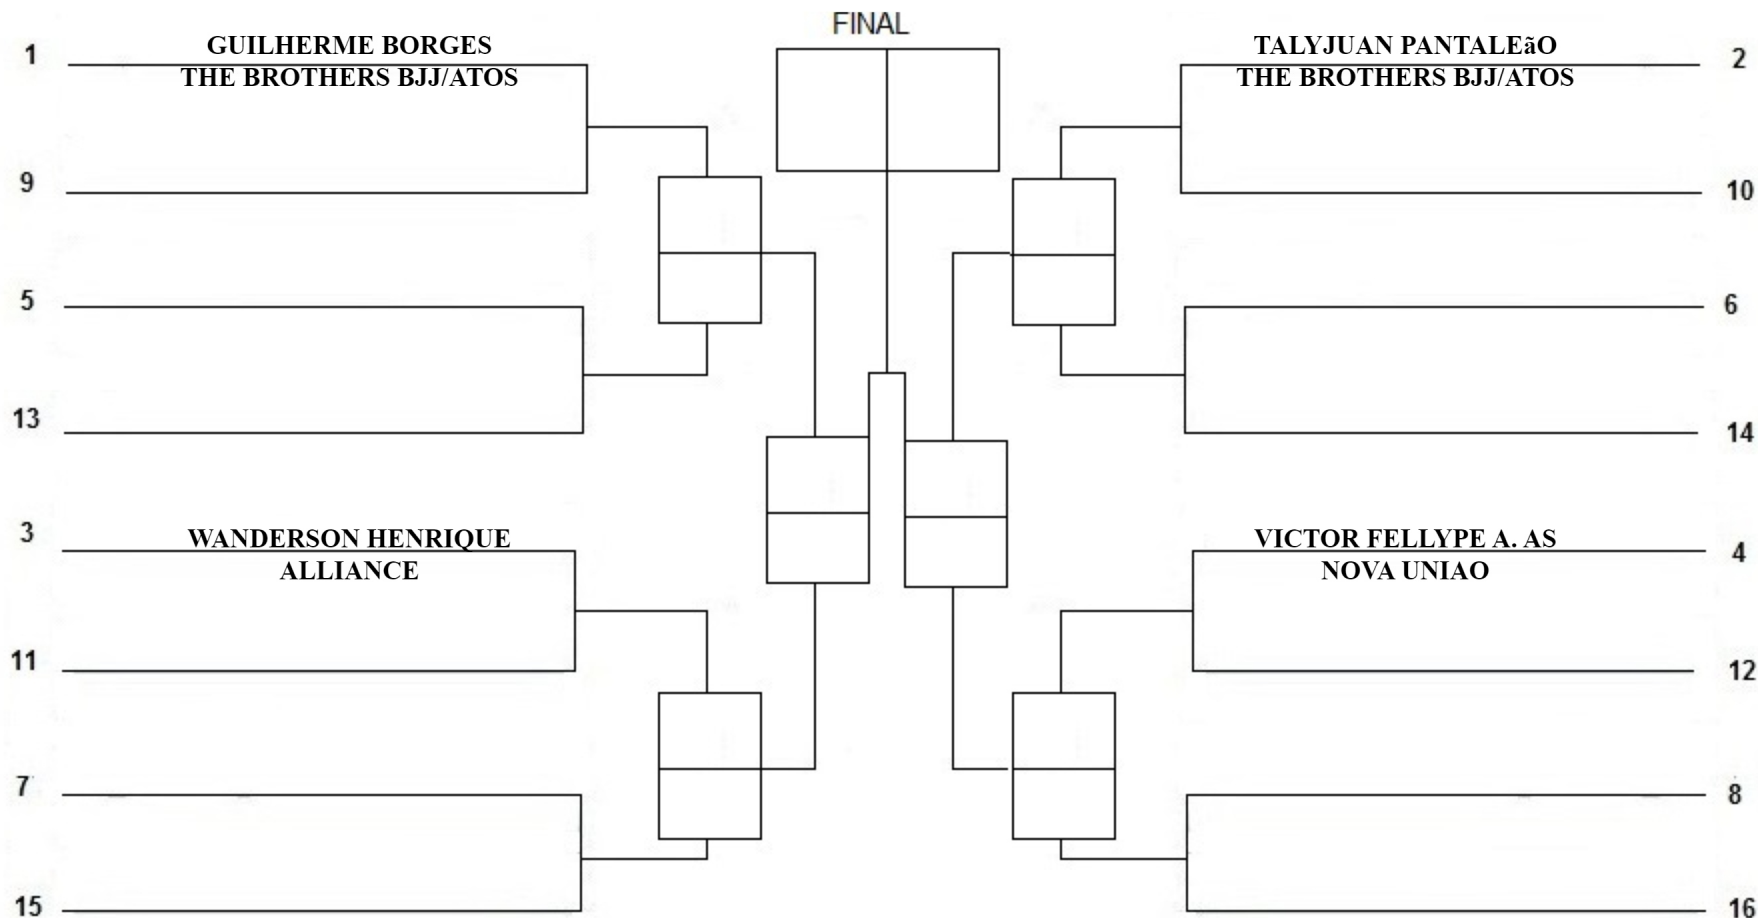 FINAL
1
GUILHERME BORGES
THE BROTHERS BJJ/ATOS
9
5
13
3
WANDERSON HENRIQUE
ALLIANCE
11
7
15
TALYJUAN PANTALEãO
THE BROTHERS BJJ/ATOS
2
10
6
14
VICTOR FELLYPE A. AS
NOVA UNIAO
4
12
8
16